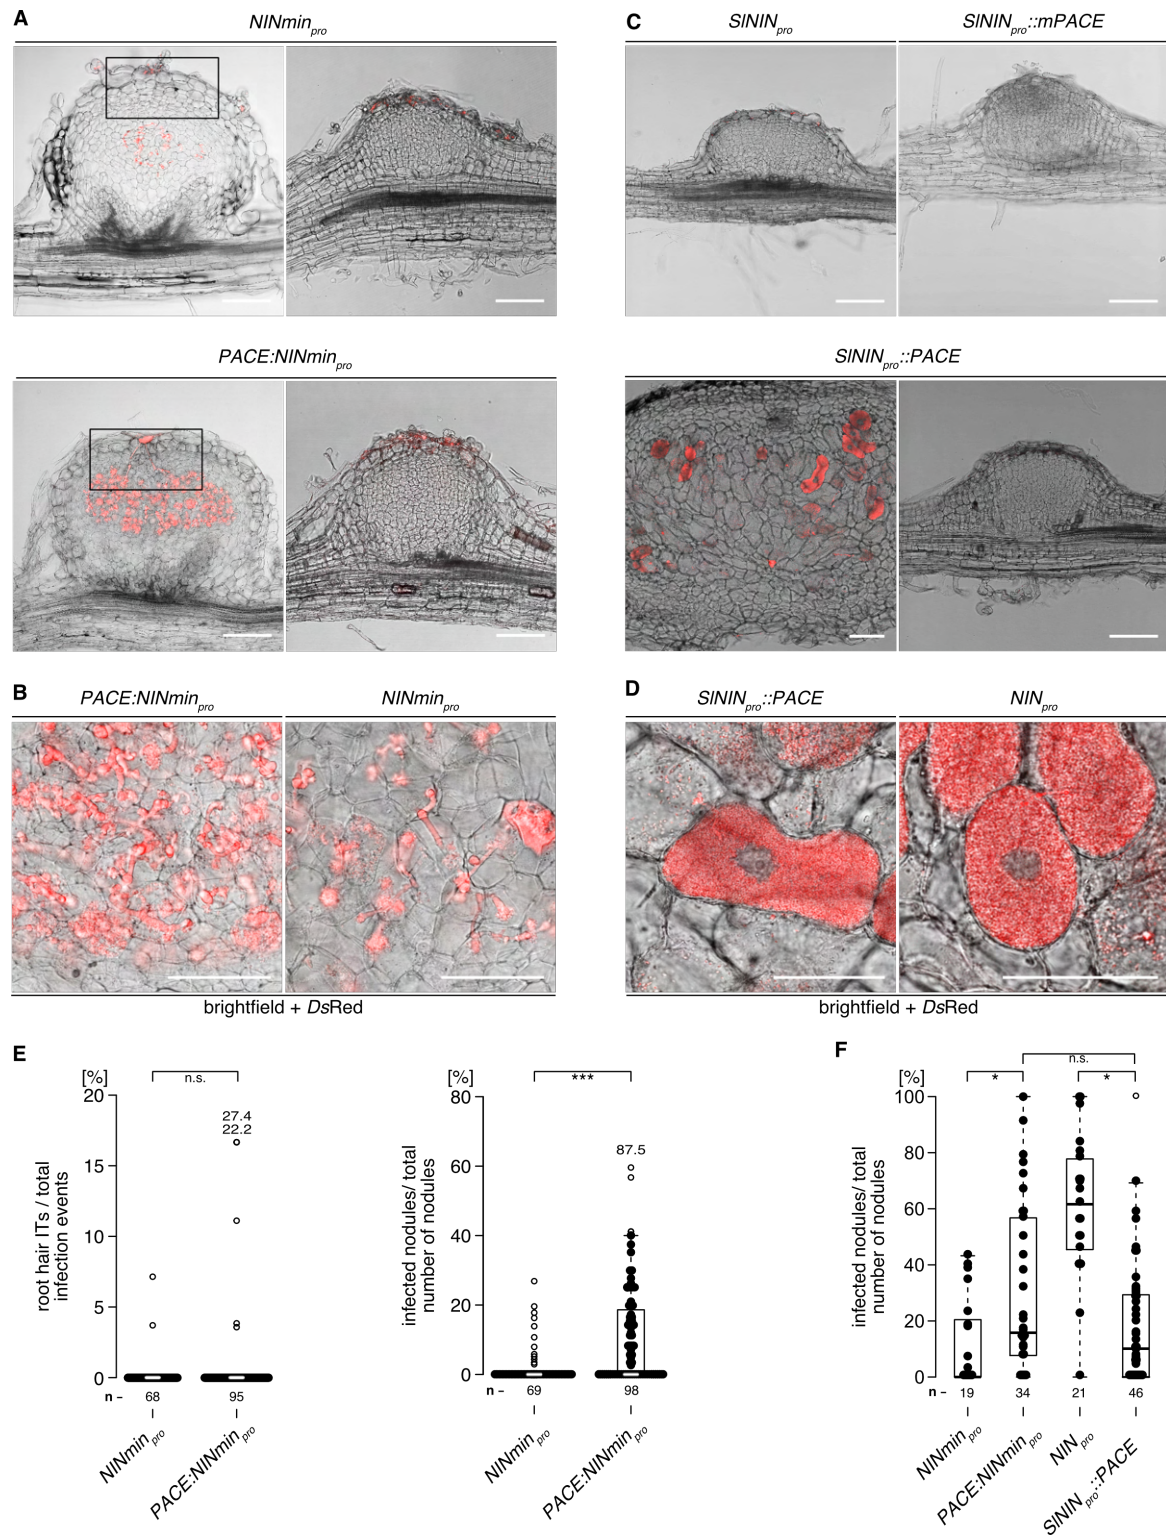 A
NINmin pro
PACE:NINmin pro
B
PACE:NINmin pro
NINmin pro
brightfield + DsRed
C
SlNIN pro
SlNIN pro::mPACE
SlNIN pro::PACE
D
SlNIN pro::PACE
NIN pro
brightfield + DsRed
E
[%]
n.s.
root hair ITs / total
infection events
20
15
10
5
0
27.4
22.2
n –
68
95
NINmin pro
PACE:NINmin pro
[%]
***
infected nodules/ total
number of nodules
80
60
40
20
0
87.5
n –
69
98
NINmin pro
PACE:NINmin pro
F
[%]
n.s.
*
*
infected nodules/ total
number of nodules
100
80
60
40
20
0
n –
19
34
21
46
NINmin pro
PACE:NINmin pro
NIN pro
SlNIN pro::PACE